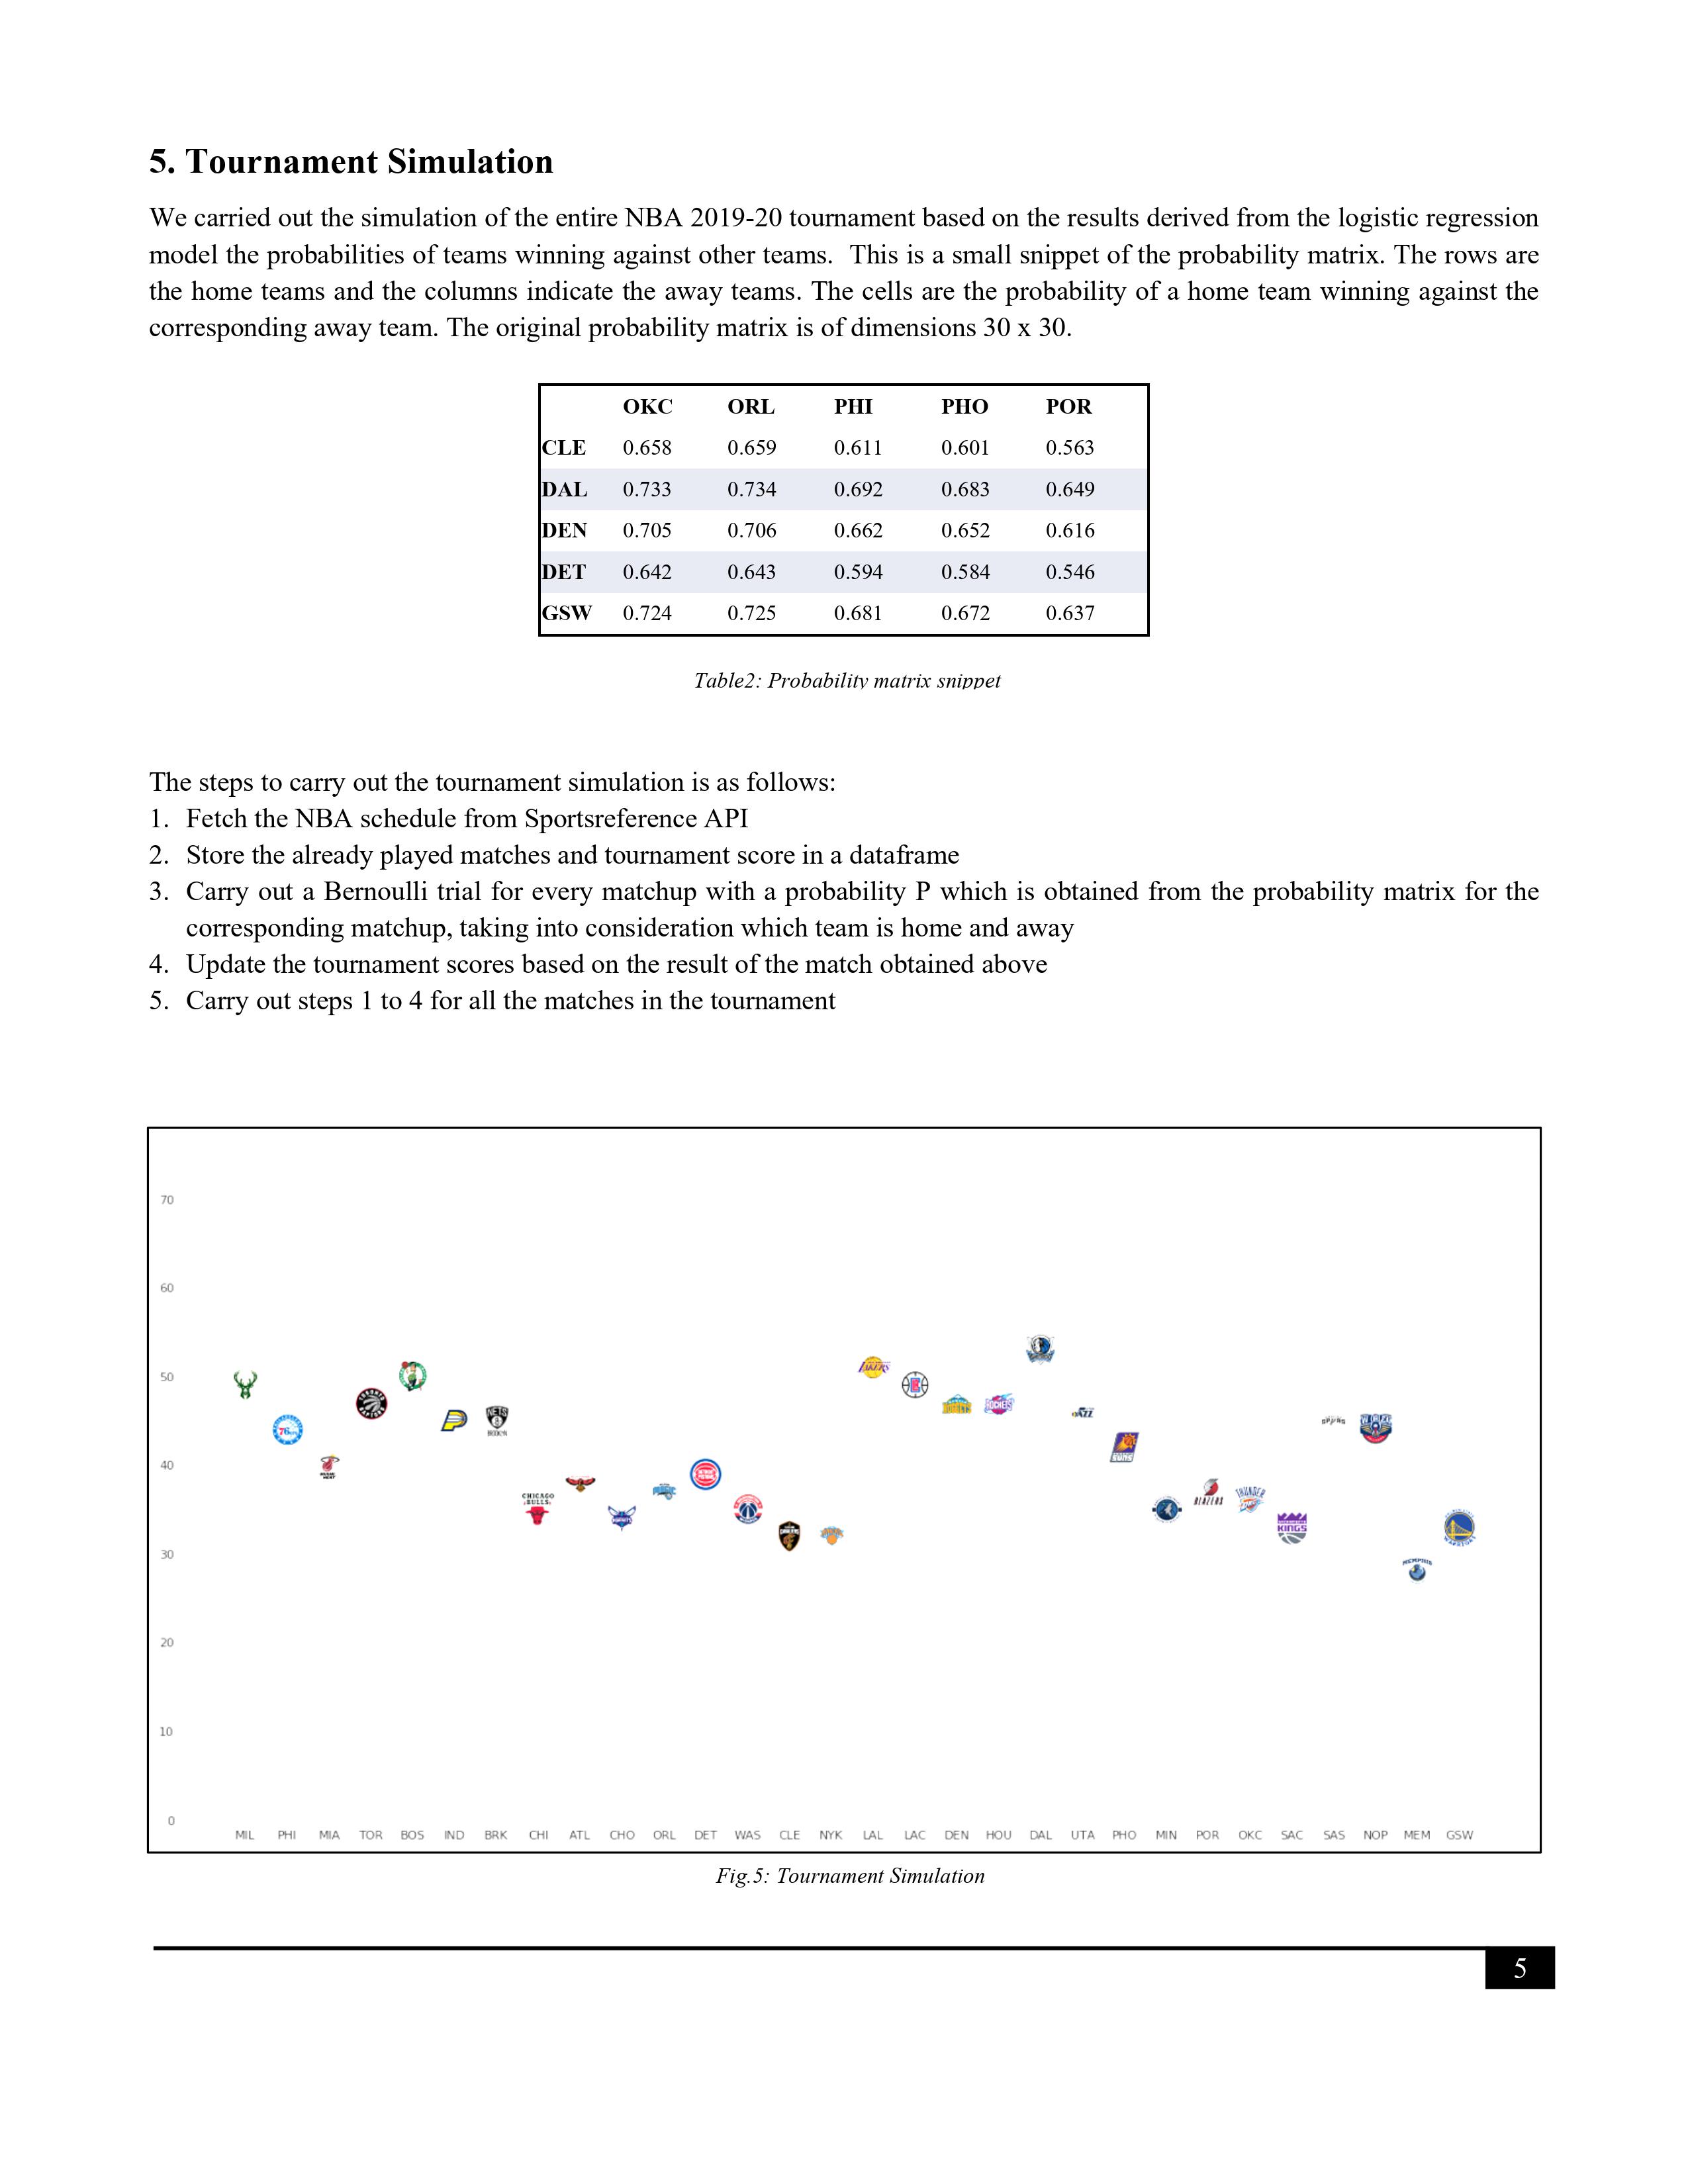 5. Tournament Simulation
We carried out the simulation of the entire NBA 2019-20 tournament based on the results derived from the logistic regression
model the probabilities of teams winning against other teams.  This is a small snippet of the probability matrix. The rows are
the home teams and the columns indicate the away teams. The cells are the probability of a home team winning against the
corresponding away team. The original probability matrix is of dimensions 30 x 30.
OKC ORL PHI PHO POR
CLE 0.658 0.659 0.611 0.601 0.563
DAL 0.733 0.734 0.692 0.683 0.649
DEN 0.705 0.706 0.662 0.652 0.616
DET 0.642 0.643 0.594 0.584 0.546
GSW 0.724 0.725 0.681 0.672 0.637
Table2: Probability matrix snippet
The steps to carry out the tournament simulation is as follows:
1. Fetch the NBA schedule from Sportsreference API
2. Store the already played matches and tournament score in a dataframe
3. Carry out a Bernoulli trial for every matchup with a probability P which is obtained from the probability matrix for the
corresponding matchup, taking into consideration which team is home and away
4. Update the tournament scores based on the result of the match obtained above
5. Carry out steps 1 to 4 for all the matches in the tournament
70
60
50
40
30
20
10
0
LAKERS
ROCKETS
NETS
76ers
CHICAGO
BULLS
BLAZERS
THUNDER
KINGS
MEMPHIS
MIL PHI MIA TOR BOS IND BRK CHI ATL CHO ORL DET WAS CLE NYK LAL LAC DEN HOU DAL UTA PHO MIN POR OKC SAC SAS NOP MEM GSW
Fig.5: Tournament Simulation
5